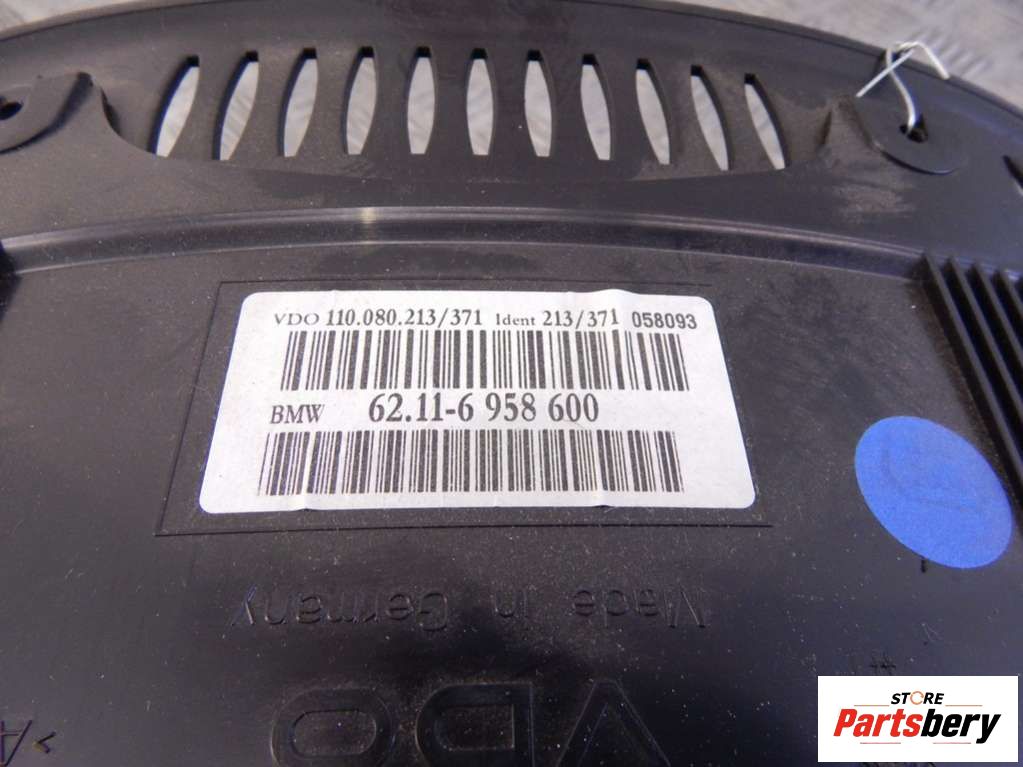 VDO 110.080.213/371 Ident 213/371 058093
BMW 62.11-6 958 600
Made in Germany
VDO
>A
STORE
Partsbery